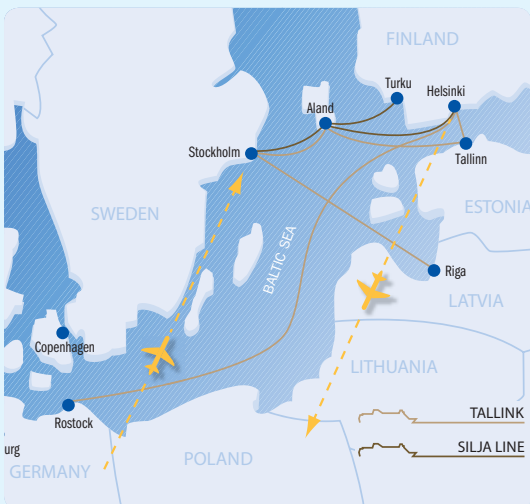 FINLAND
Turku
Helsinki
Aland
Stockholm
Tallinn
SWEDEN
ESTONIA
BALTIC SEA
Riga
LATVIA
Copenhagen
LITHUANIA
Rostock
TALLINK
urg
SILJA LINE
GERMANY
POLAND